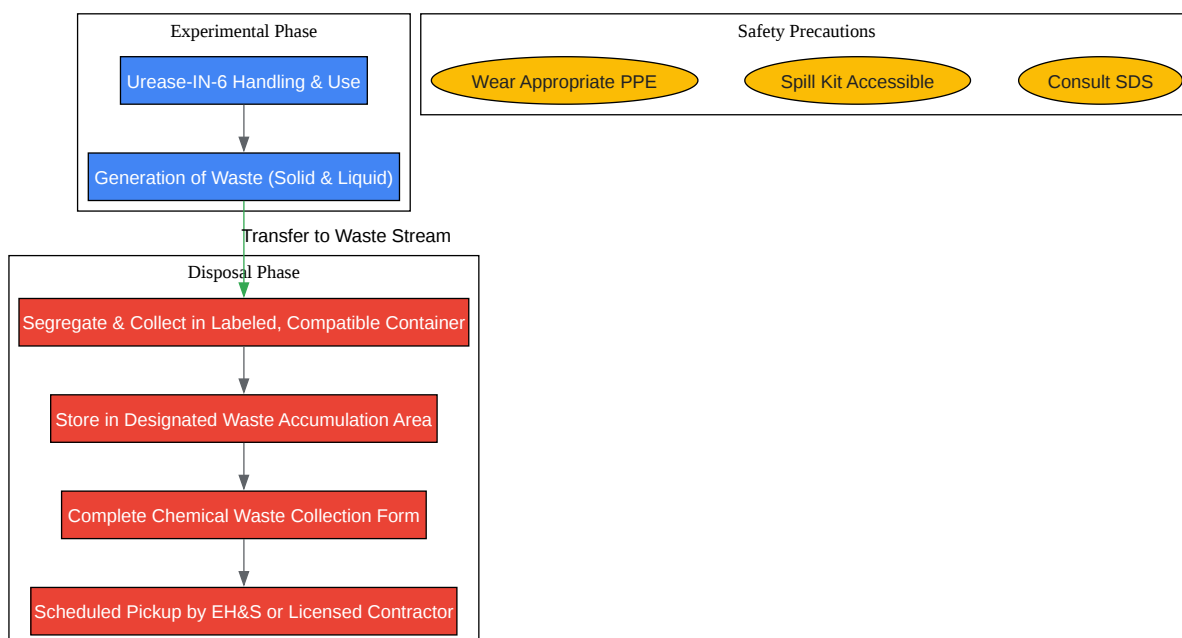 Experimental Phase
Urease-IN-6 Handling & Use
Generation of Waste (Solid & Liquid)
Safety Precautions
Wear Appropriate PPE
Spill Kit Accessible
Consult SDS
Transfer to Waste Stream
Disposal Phase
Segregate & Collect in Labeled, Compatible Container
Store in Designated Waste Accumulation Area
Complete Chemical Waste Collection Form
Scheduled Pickup by EH&S or Licensed Contractor